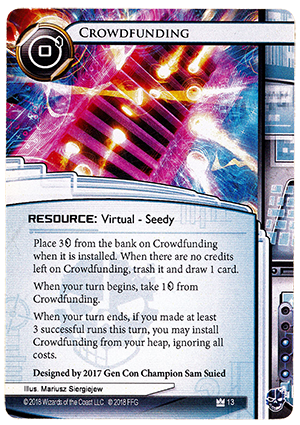 CROWDFUNDING
0
RESOURCE: Virtual - Seedy
Place 3 from the bank on Crowdfunding
when it is installed. When there are no credits
left on Crowdfunding, trash it and draw 1 card.
When your turn begins, take 1 from
Crowdfunding.
When your turn ends, if you made at least
3 successful runs this turn, you may install
Crowdfunding from your heap, ignoring all
costs.
Designed by 2017 Gen Con Champion Sam Suied
Illus. Mariusz Siergiejew
© 2018 Wizards of the Coast LLC. © 2018 FFG
13